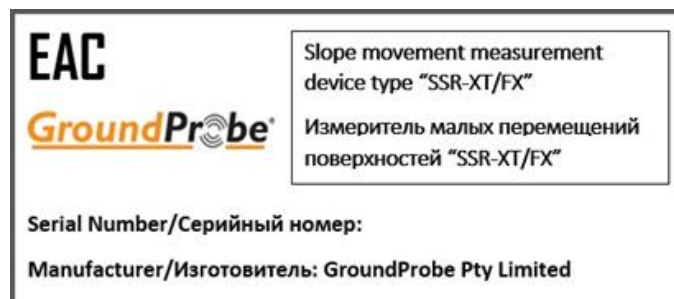 EAC
GroundProbe®
Slope movement measurement
device type “SSR-XT/FX”
Измеритель малых перемещений
поверхностей “SSR-XT/FX”
Serial Number/Серийный номер:
Manufacturer/Изготовитель: GroundProbe Pty Limited